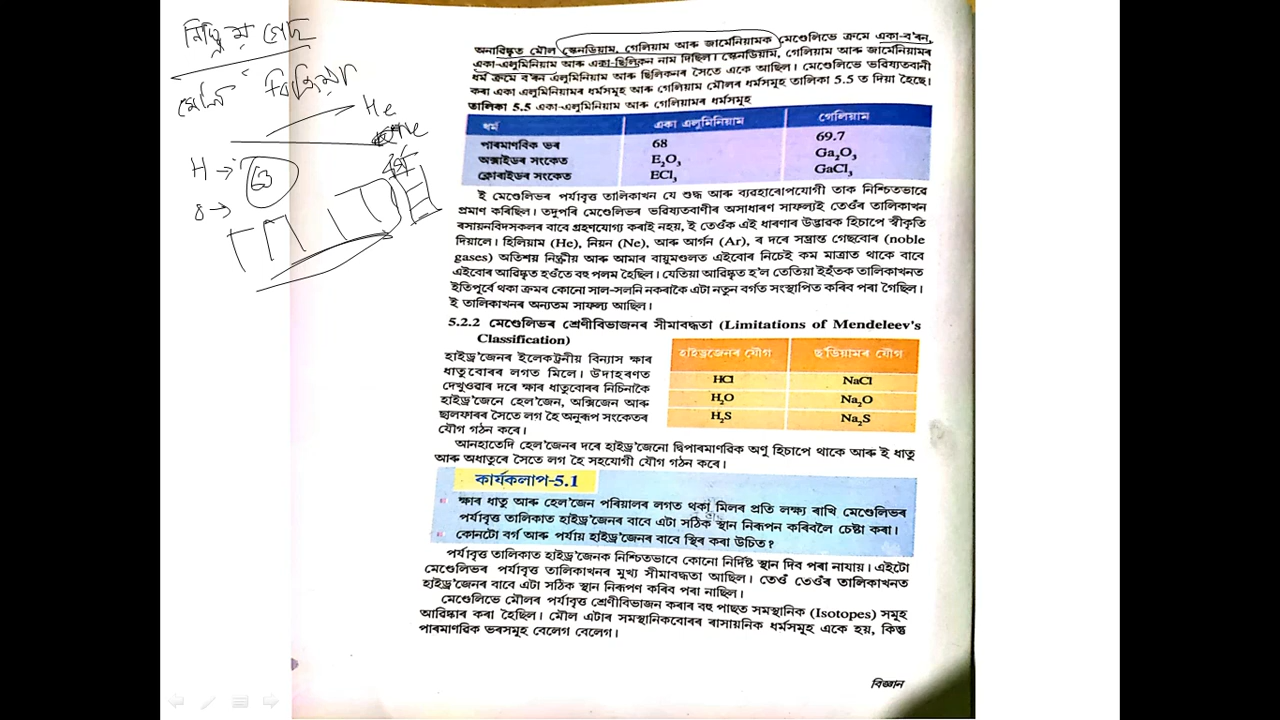 নিষ্ক্ৰিয় গেছ
মৌল বিক্ৰিয়া
He
Ne
H →
বৰ্গ
8 →
অনাবিষ্কৃত মৌল স্কেনডিয়াম, গেলিয়াম আৰু জাৰ্মেনিয়ামক মেণ্ডেলিভে ক্ৰমে একা-ব'ৰন,
একা-এলুমিনিয়াম আৰু একা-ছিলিকন নাম দিছিল। স্কেনডিয়াম, গেলিয়াম আৰু জাৰ্মেনিয়ামৰ
ধৰ্ম ক্ৰমে ব'ৰন এলুমিনিয়াম আৰু ছিলিকনৰ সৈতে একে আছিল। মেণ্ডেলিভে ভৱিষ্যতবাণী
কৰা একা এলুমিনিয়ামৰ ধৰ্মসমূহ আৰু গেলিয়াম মৌলৰ ধৰ্মসমূহ তালিকা 5.5 ত দিয়া হৈছে।
তালিকা 5.5 একা-এলুমিনিয়াম আৰু গেলিয়ামৰ ধৰ্মসমূহ
ধৰ্ম একা এলুমিনিয়াম গেলিয়াম
পাৰমাণবিক ভৰ 68 69.7
অক্সাইডৰ সংকেত E₂O₃ Ga₂O₃
ক্লোৰাইডৰ সংকেত ECl₃ GaCl₃
ই মেণ্ডেলিভৰ পৰ্যাবৃত্ত তালিকাখন যে শুদ্ধ আৰু ব্যৱহাৰোপযোগী তাক নিশ্চিতভাৱে
প্ৰমাণ কৰিছিল। তদুপৰি মেণ্ডেলিভৰ ভৱিষ্যতবাণীৰ অসাধাৰণ সাফল্যই তেওঁৰ তালিকাখন
ৰসায়নবিদসকলৰ বাবে গ্ৰহণযোগ্য কৰাই নহয়, ই তেওঁক এই ধাৰণাৰ উদ্ভাৱক হিচাপে স্বীকৃতি
দিয়ালে। হিলিয়াম (He), নিয়ন (Ne), আৰু আৰ্গন (Ar), ৰ দৰে সম্ভ্ৰান্ত গেছবোৰ (noble
gases) অতিশয় নিষ্ক্ৰীয় আৰু আমাৰ বায়ুমণ্ডলত এইবোৰ নিচেই কম মাত্ৰাত থাকে বাবে
এইবোৰ আৱিষ্কৃত হওঁতে বহু পলম হৈছিল। যেতিয়া আৱিষ্কৃত হ'ল তেতিয়া ইহঁতক তালিকাখনত
ইতিপূৰ্বে থকা ক্ৰমৰ কোনো সাল-সলনি নকৰাকৈ এটা নতুন বৰ্গত সংস্থাপিত কৰিব পৰা গৈছিল।
ই তালিকাখনৰ অন্যতম সাফল্য আছিল।
5.2.2 মেণ্ডেলিভৰ শ্ৰেণীবিভাজনৰ সীমাবদ্ধতা (Limitations of Mendeleev's
Classification)
হাইড্ৰ'জেনৰ ইলেকট্ৰনীয় বিন্যাস ক্ষাৰ
ধাতুবোৰৰ লগত মিলে। উদাহৰণত
দেখুওৱাৰ দৰে ক্ষাৰ ধাতুবোৰৰ নিচিনাকৈ
হাইড্ৰ'জেনে হেল'জেন, অক্সিজেন আৰু
ছালফাৰৰ সৈতে লগ হৈ অনুৰূপ সংকেতৰ
যৌগ গঠন কৰে।
হাইড্ৰজেনৰ যৌগ ছ'ডিয়ামৰ যৌগ
HCl NaCl
H₂O Na₂O
H₂S Na₂S
আনহাতেদি হেল'জেনৰ দৰে হাইড্ৰ'জেনো দ্বিপাৰমাণৱিক অণু হিচাপে থাকে আৰু ই ধাতু
আৰু অধাতুৰে সৈতে লগ হৈ সহযোগী যৌগ গঠন কৰে।
কাৰ্যকলাপ-5.1
ক্ষাৰ ধাতু আৰু হেল'জেন পৰিয়ালৰ লগত থকা মিলৰ প্ৰতি লক্ষ্য ৰাখি মেণ্ডেলিভৰ
পৰ্যাবৃত্ত তালিকাত হাইড্ৰ'জেনৰ বাবে এটা সঠিক স্থান নিৰূপন কৰিবলৈ চেষ্টা কৰা।
কোনটো বৰ্গ আৰু পৰ্যায় হাইড্ৰ'জেনৰ বাবে স্থিৰ কৰা উচিত?
পৰ্যাবৃত্ত তালিকাত হাইড্ৰ'জেনক নিশ্চিতভাৱে কোনো নিৰ্দিষ্ট স্থান দিব পৰা নাযায়। এইটো
মেণ্ডেলিভৰ পৰ্যাবৃত্ত তালিকাখনৰ মুখ্য সীমাবদ্ধতা আছিল। তেওঁ তেওঁৰ তালিকাখনত
হাইড্ৰ'জেনৰ বাবে এটা সঠিক স্থান নিৰূপণ কৰিব পৰা নাছিল।
মেণ্ডেলিভে মৌলৰ পৰ্যাবৃত্ত শ্ৰেণীবিভাজন কৰাৰ বহু পাছত সমস্থানিক (Isotopes) সমূহ
আৱিষ্কাৰ কৰা হৈছিল। মৌল এটাৰ সমস্থানিকবোৰৰ ৰাসায়নিক ধৰ্মসমূহ একে হয়, কিন্তু
পাৰমাণবিক ভৰসমূহ বেলেগ বেলেগ।
বিজ্ঞান